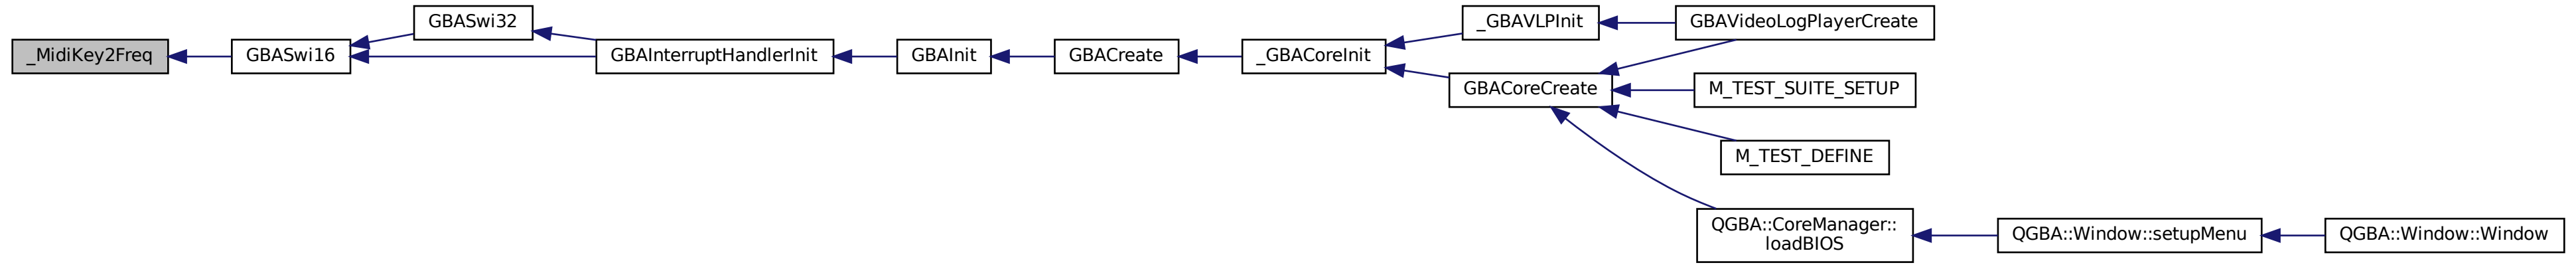 _MidiKey2Freq
GBASwi16
GBASwi32
GBAInterruptHandlerInit
GBAInit
GBACreate
_GBACoreInit
_GBAVLPInit
GBAVideoLogPlayerCreate
GBACoreCreate
M_TEST_SUITE_SETUP
M_TEST_DEFINE
QGBA::CoreManager::
loadBIOS
QGBA::Window::setupMenu
QGBA::Window::Window